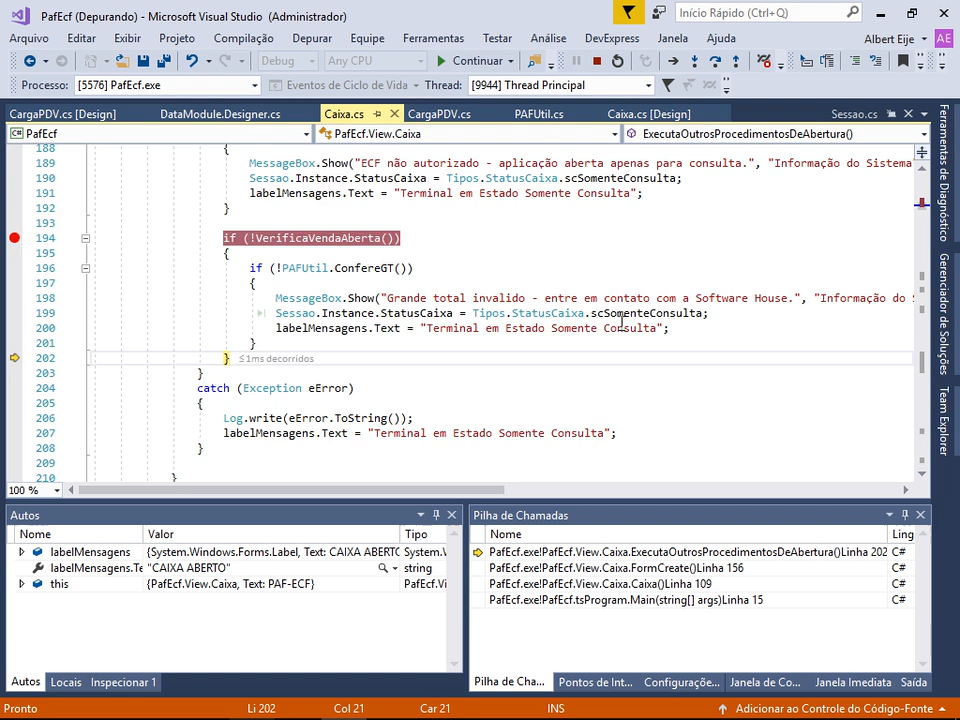 PafEcf (Depurando) - Microsoft Visual Studio (Administrador)
Início Rápido (Ctrl+Q)
Arquivo Editar Exibir Projeto Compilação Depurar Equipe Ferramentas Testar Análise DevExpress Janela Ajuda Albert Eije AE
Debug Any CPU Continuar
Processo: [5576] PafEcf.exe Eventos de Ciclo de Vida Thread: [9944] Thread Principal
CargaPDV.cs [Design] DataModule.Designer.cs Caixa.cs CargaPDV.cs PAFUtil.cs Caixa.cs [Design] Sessao.cs
C# PafEcf PafEcf.View.Caixa ExecutaOutrosProcedimentosDeAbertura()
188 {
189 MessageBox.Show("ECF não autorizado - aplicação aberta apenas para consulta.", "Informação do Sistema
190 Sessao.Instance.StatusCaixa = Tipos.StatusCaixa.scSomenteConsulta;
191 labelMensagens.Text = "Terminal em Estado Somente Consulta";
192 }
193
194 if (!VerificaVendaAberta())
195 {
196 if (!PAFUtil.ConfereGT())
197 {
198 MessageBox.Show("Grande total invalido - entre em contato com a Software House.", "Informação do S
199 Sessao.Instance.StatusCaixa = Tipos.StatusCaixa.scSomenteConsulta;
200 labelMensagens.Text = "Terminal em Estado Somente Consulta";
201 }
202 } ≤1ms decorridos
203 }
204 catch (Exception eError)
205 {
206 Log.write(eError.ToString());
207 labelMensagens.Text = "Terminal em Estado Somente Consulta";
208 }
209
210 }
100 %
Autos
Nome Valor Tipo
labelMensagens {System.Windows.Forms.Label, Text: CAIXA ABERTO System.W
labelMensagens.Te "CAIXA ABERTO" string
this {PafEcf.View.Caixa, Text: PAF-ECF} PafEcf.Vi
Autos Locais Inspecionar 1
Pilha de Chamadas
Nome Ling
PafEcf.exe!PafEcf.View.Caixa.ExecutaOutrosProcedimentosDeAbertura()Linha 202 C#
PafEcf.exe!PafEcf.View.Caixa.FormCreate()Linha 156 C#
PafEcf.exe!PafEcf.View.Caixa.Caixa()Linha 109 C#
PafEcf.exe!PafEcf.tsProgram.Main(string[] args)Linha 15 C#
Pilha de Cha... Pontos de Int... Configuraçõe... Janela de Co... Janela Imediata Saída
Ferramentas de Diagnóstico
Gerenciador de Soluções
Team Explorer
Pronto Li 202 Col 21 Car 21 INS Adicionar ao Controle do Código-Fonte